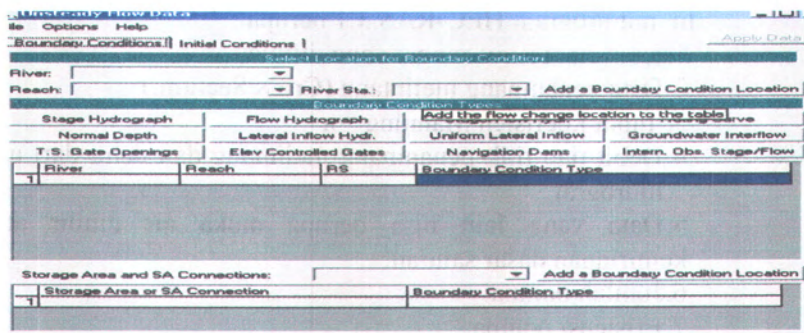 Unsteady Flow Data
ile Options Help
Boundary Conditions Initial Conditions
Apply Data
Select Location for Boundary Condition
River:
Reach: River Sta.: Add a Boundary Condition Location
Boundary Condition Types
Stage Hydrograph Flow Hydrograph Add the flow change location to the table
Normal Depth Lateral Inflow Hydr. Uniform Lateral Inflow Groundwater Interflow
T.S. Gate Openings Elev Controlled Gates Navigation Dams Intern. Obs. Stage/Flow
River Reach RS Boundary Condition Type
1
Storage Area and SA Connections: Add a Boundary Condition Location
Storage Area or SA Connection Boundary Condition Type
1